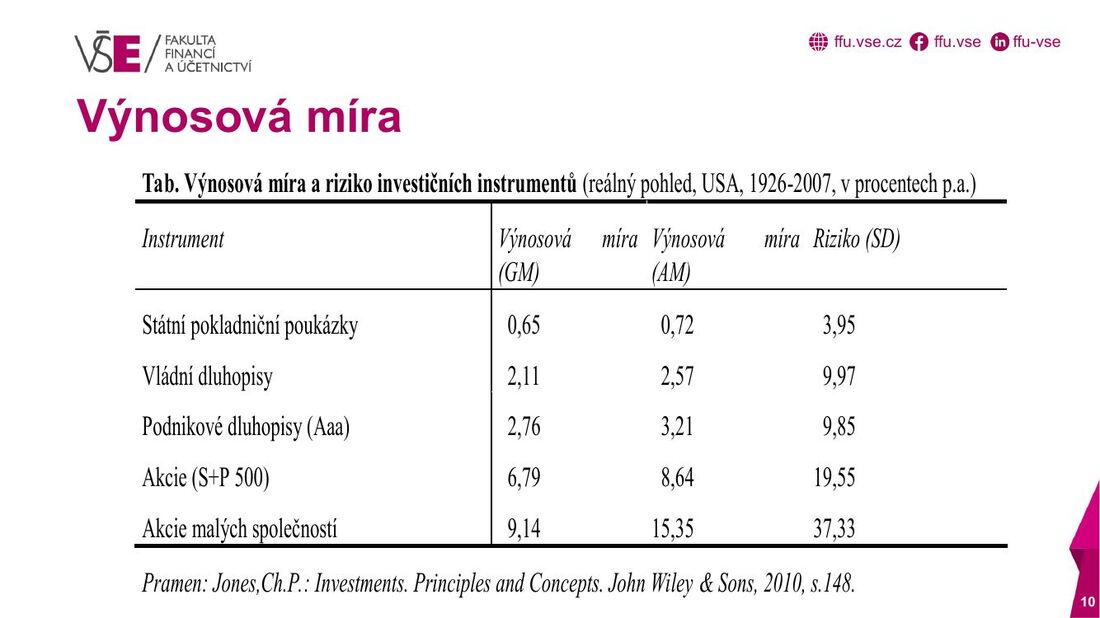 VŠE / FAKULTA
FINANCÍ
A ÚČETNICTVÍ
ffu.vse.cz ffu.vse ffu-vse
Výnosová míra
Tab. Výnosová míra a riziko investičních instrumentů (reálný pohled, USA, 1926-2007, v procentech p.a.)
Instrument Výnosová míra Výnosová míra Riziko (SD)
(GM) (AM)
Státní pokladniční poukázky 0,65 0,72 3,95
Vládní dluhopisy 2,11 2,57 9,97
Podnikové dluhopisy (Aaa) 2,76 3,21 9,85
Akcie (S+P 500) 6,79 8,64 19,55
Akcie malých společností 9,14 15,35 37,33
Pramen: Jones,Ch.P.: Investments. Principles and Concepts. John Wiley & Sons, 2010, s.148.
10